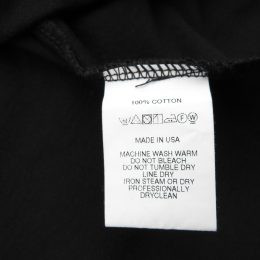 100% COTTON
MADE IN USA
MACHINE WASH WARM
DO NOT BLEACH
DO NOT TUMBLE DRY
LINE DRY
IRON STEAM OR DRY
PROFESSIONALLY
DRYCLEAN